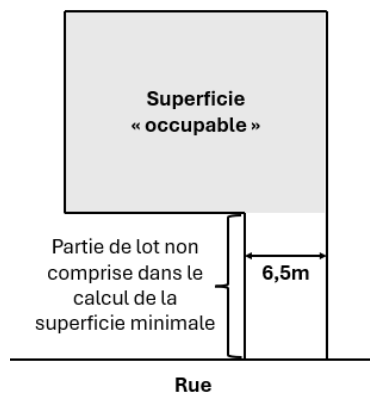 Superficie
« occupable »
Partie de lot non
comprise dans le
calcul de la
superficie minimale
6,5m
Rue